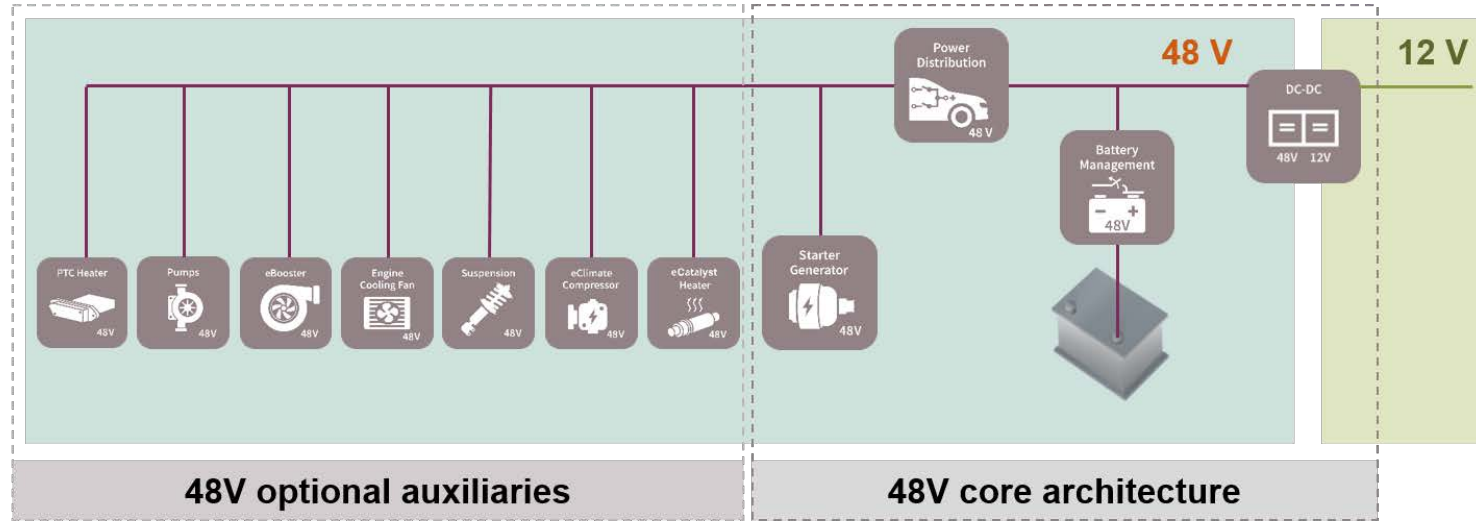 Power
Distribution
48 V
48 V
12 V
DC-DC
48V 12V
Battery
Management
- +
48V
PTC Heater
48V
Pumps
48V
eBooster
48V
Engine
Cooling Fan
48V
Suspension
48V
eClimate
Compressor
48V
eCatalyst
Heater
48V
Starter
Generator
48V
48V optional auxiliaries
48V core architecture